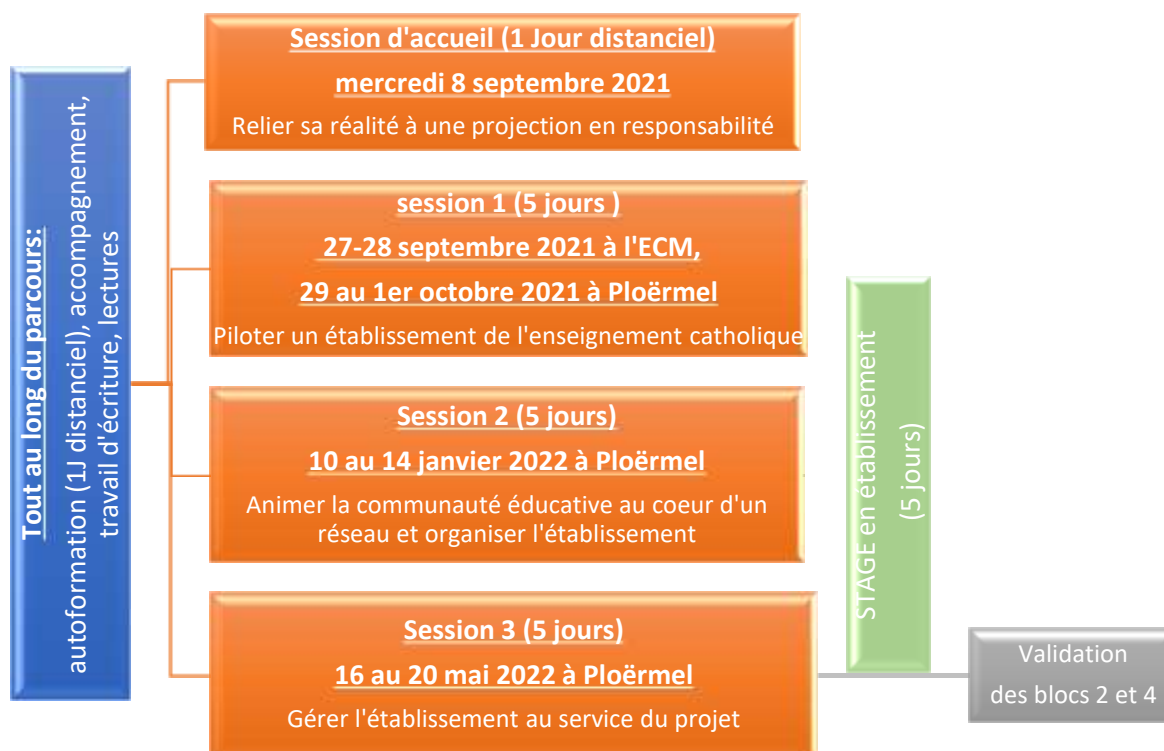 Tout au long du parcours:
autoformation (1J distanciel), accompagnement,
travail d'écriture, lectures
Session d'accueil (1 Jour distanciel)
mercredi 8 septembre 2021
Relier sa réalité à une projection en responsabilité
session 1 (5 jours )
27-28 septembre 2021 à l'ECM,
29 au 1er octobre 2021 à Ploërmel
Piloter un établissement de l'enseignement catholique
Session 2 (5 jours)
10 au 14 janvier 2022 à Ploërmel
Animer la communauté éducative au coeur d'un
réseau et organiser l'établissement
Session 3 (5 jours)
16 au 20 mai 2022 à Ploërmel
Gérer l'établissement au service du projet
STAGE en établissement
(5 jours)
Validation
des blocs 2 et 4